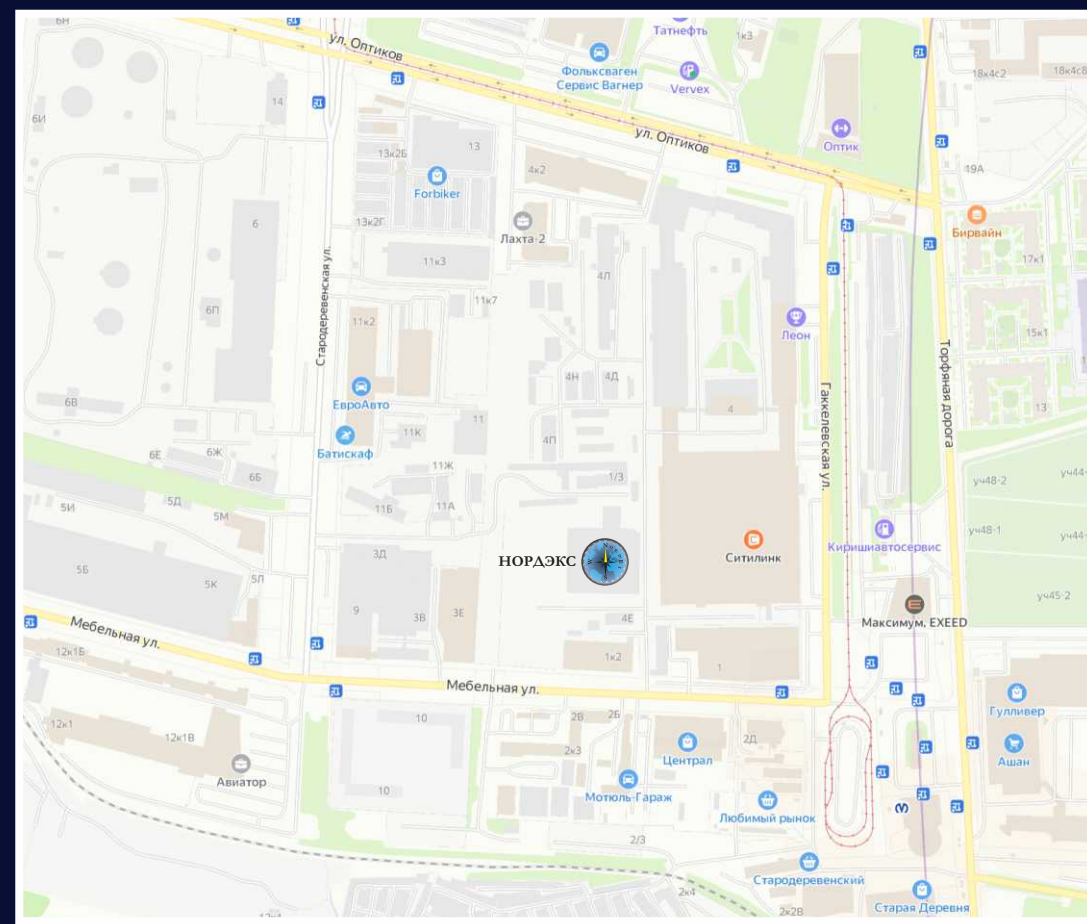 6Н
ул. Оптиков
Татнефть
1к3
Фольксваген
Сервис Вагнер
Vervex
18к4с2
18к4с8
14
6И
13к2Б
13
Forbiker
4к2
ул. Оптиков
Оптик
19А
6
13к2Г
Лахта-2
Бирвайн
Стародеревенская ул.
11к3
4Л
17к1
6П
11к7
11к2
Леон
15к1
Торфяная дорога
6В
ЕвроАвто
4Н
4Д
4
Гаккелевская ул.
13
Батискаф
11К
11
4П
6Е
6Ж
6Б
11Ж
1/3
уч48-2
уч44-
5И
5Д
5М
11Б
11А
уч48-1
уч44-
Киришиавтосервис
Ситилинк
НОРДЭКС
5Б
5К
5Л
3Д
9
3В
3Е
4Е
уч45-2
Максимум, EXEED
Мебельная ул.
12к1Б
1к2
1
Мебельная ул.
Гулливер
12к1
12к1В
10
2В
2Б
2к3
Централ
2Д
Ашан
Авиатор
10
Мотюль-Гараж
Любимый рынок
2/3
Стародеревенский
2к4
2к2В
Старая Деревня